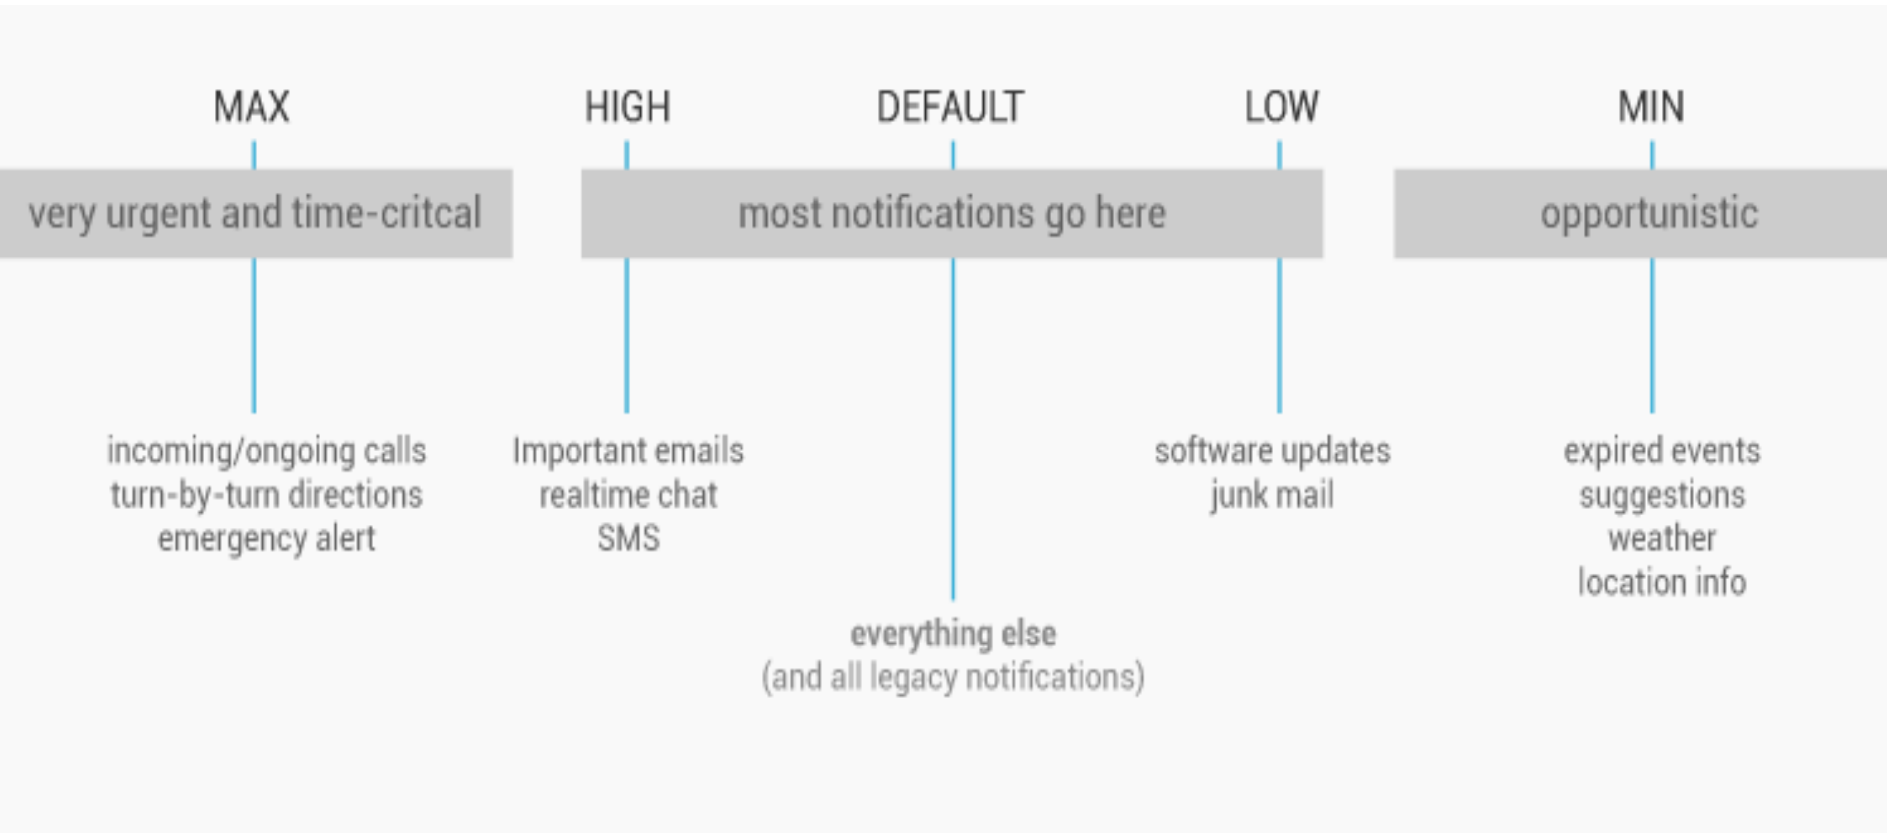 MAX HIGH DEFAULT LOW MIN
very urgent and time-critcal most notifications go here opportunistic
incoming/ongoing calls
turn-by-turn directions
emergency alert
Important emails
realtime chat
SMS
everything else
(and all legacy notifications)
software updates
junk mail
expired events
suggestions
weather
location info